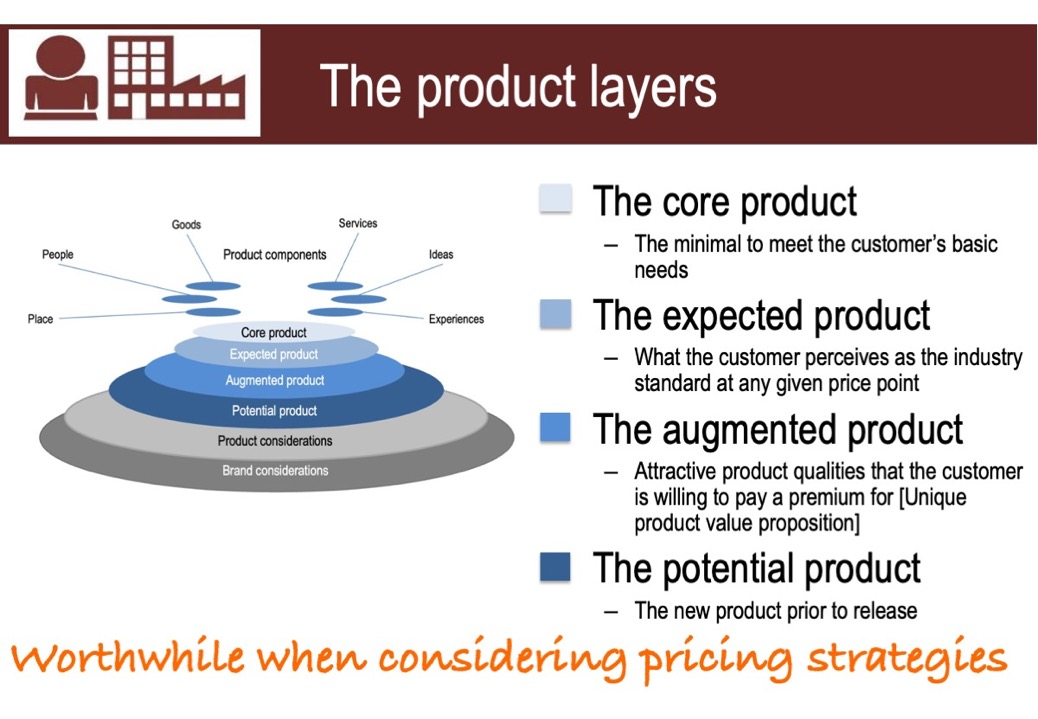 The product layers
Goods
Services
People
Product components
Ideas
Place
Experiences
Core product
Expected product
Augmented product
Potential product
Product considerations
Brand considerations
The core product
– The minimal to meet the customer’s basic
needs
The expected product
– What the customer perceives as the industry
standard at any given price point
The augmented product
– Attractive product qualities that the customer
is willing to pay a premium for [Unique
product value proposition]
The potential product
– The new product prior to release
Worthwhile when considering pricing strategies